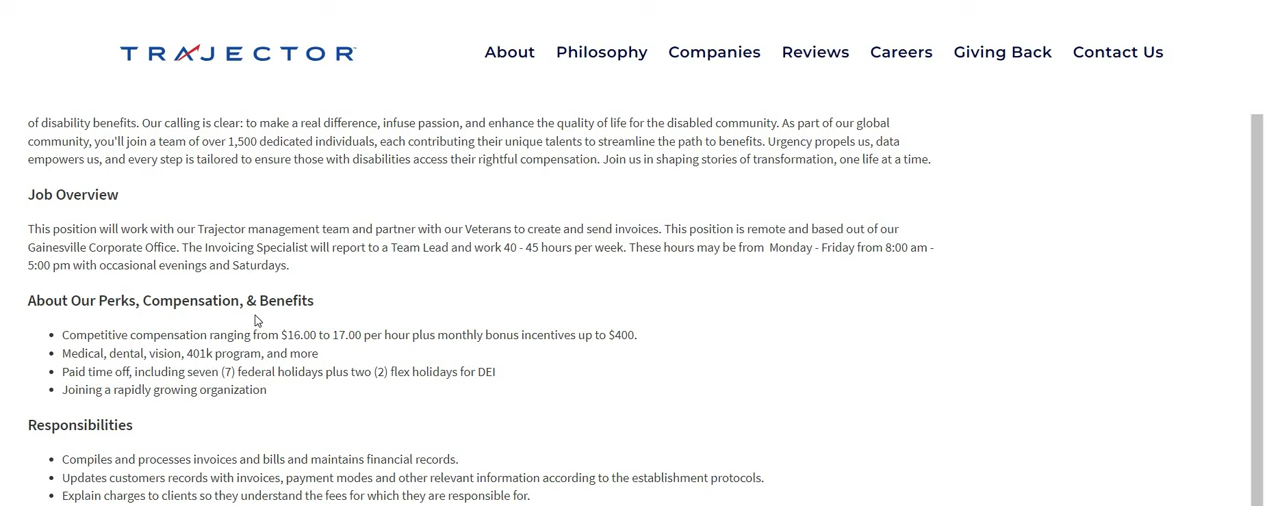 TRAJECTOR
About Philosophy Companies Reviews Careers Giving Back Contact Us
of disability benefits. Our calling is clear: to make a real difference, infuse passion, and enhance the quality of life for the disabled community. As part of our global
community, you'll join a team of over 1,500 dedicated individuals, each contributing their unique talents to streamline the path to benefits. Urgency propels us, data
empowers us, and every step is tailored to ensure those with disabilities access their rightful compensation. Join us in shaping stories of transformation, one life at a time.
Job Overview
This position will work with our Trajector management team and partner with our Veterans to create and send invoices. This position is remote and based out of our
Gainesville Corporate Office. The Invoicing Specialist will report to a Team Lead and work 40 - 45 hours per week. These hours may be from  Monday - Friday from 8:00 am -
5:00 pm with occasional evenings and Saturdays.
About Our Perks, Compensation, & Benefits
• Competitive compensation ranging from $16.00 to 17.00 per hour plus monthly bonus incentives up to $400.
• Medical, dental, vision, 401k program, and more
• Paid time off, including seven (7) federal holidays plus two (2) flex holidays for DEI
• Joining a rapidly growing organization
Responsibilities
• Compiles and processes invoices and bills and maintains financial records.
• Updates customers records with invoices, payment modes and other relevant information according to the establishment protocols.
• Explain charges to clients so they understand the fees for which they are responsible for.